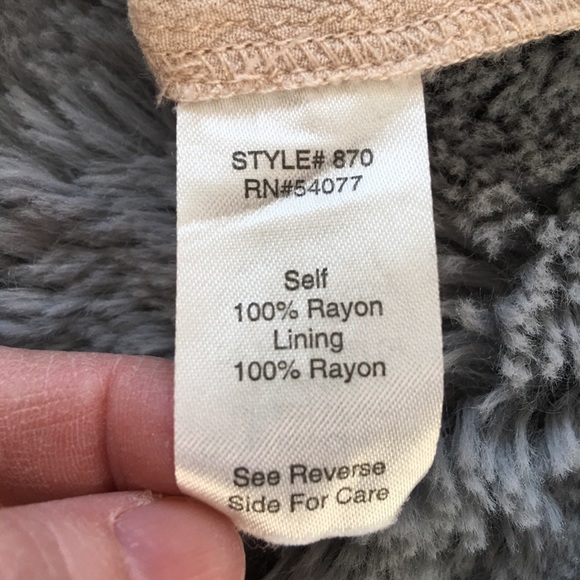 STYLE# 870
RN#54077
Self
100% Rayon
Lining
100% Rayon
See Reverse
Side For Care